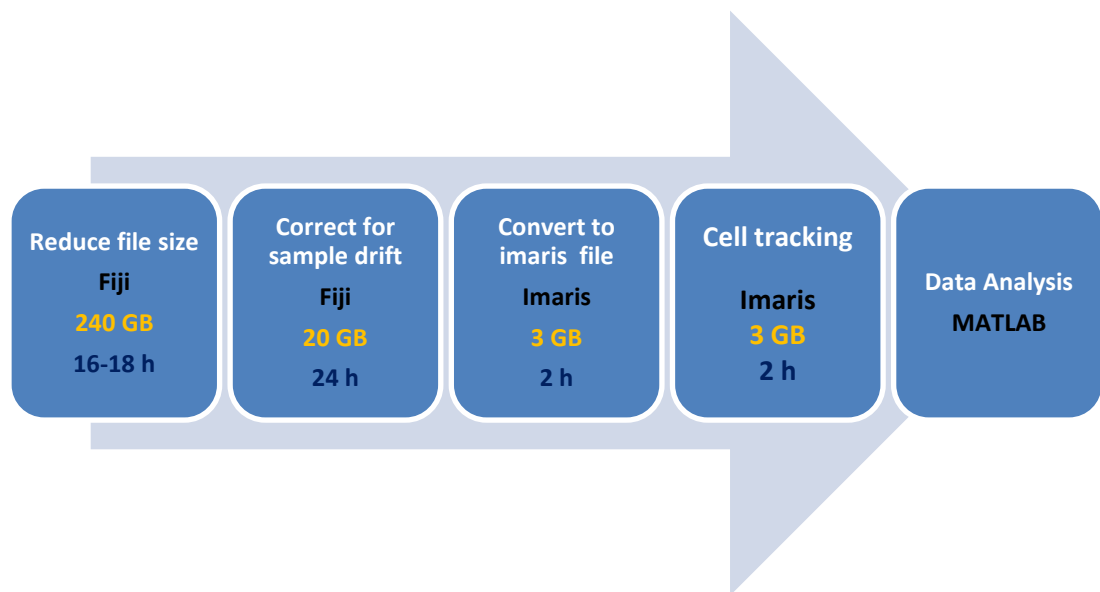 Reduce file size
Fiji
240 GB
16-18 h
Correct for
sample drift
Fiji
20 GB
24 h
Convert to
imaris file
Imaris
3 GB
2 h
Cell tracking
Imaris
3 GB
2 h
Data Analysis
MATLAB